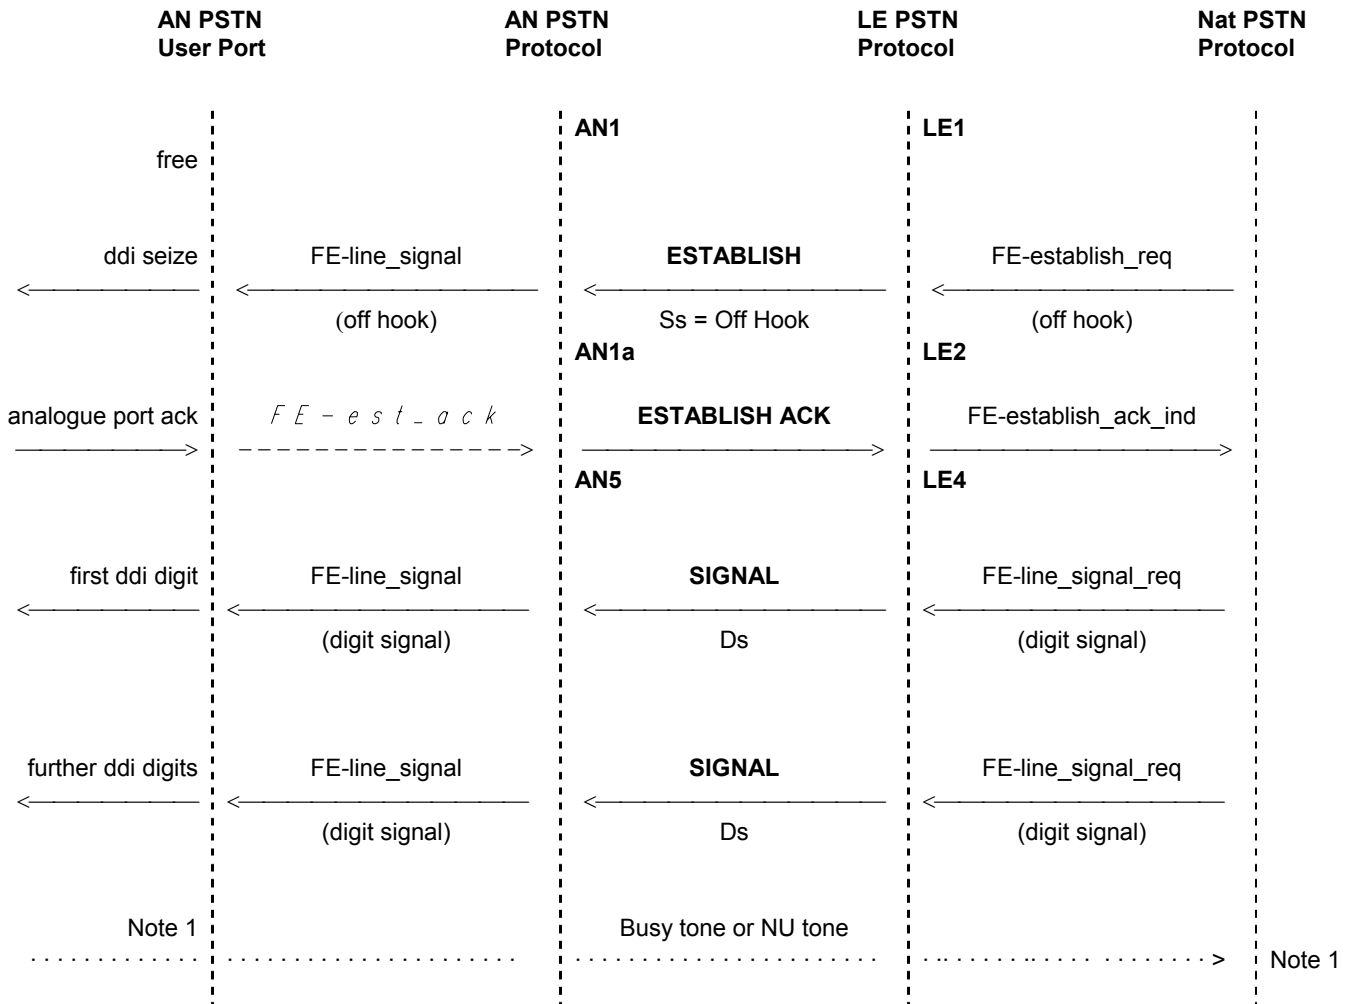 AN PSTN User Port
AN PSTN Protocol
LE PSTN Protocol
Nat PSTN Protocol
AN1
LE1
free
ddi seize
FE-line_signal
ESTABLISH
FE-establish_req
(off hook)
Ss = Off Hook
(off hook)
AN1a
LE2
analogue port ack
FE-est_ack
ESTABLISH ACK
FE-establish_ack_ind
AN5
LE4
first ddi digit
FE-line_signal
SIGNAL
FE-line_signal_req
(digit signal)
Ds
(digit signal)
further ddi digits
FE-line_signal
SIGNAL
FE-line_signal_req
(digit signal)
Ds
(digit signal)
Note 1
Busy tone or NU tone
Note 1